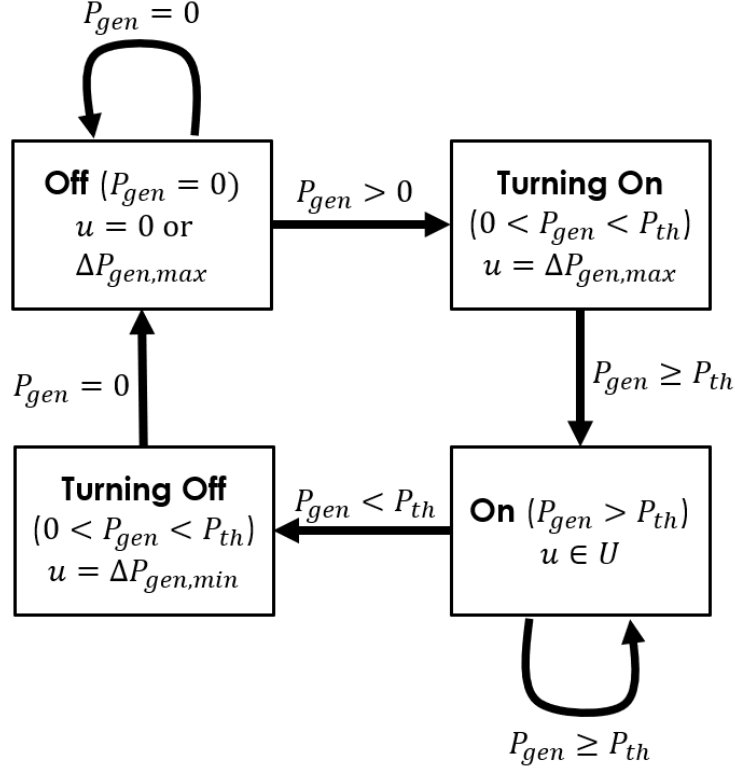 P_gen = 0
Off (P_gen = 0)
u = 0 or
ΔP_gen,max
P_gen > 0
Turning On
(0 < P_gen < P_th)
u = ΔP_gen,max
P_gen = 0
P_gen ≥ P_th
Turning Off
(0 < P_gen < P_th)
u = ΔP_gen,min
P_gen < P_th
On (P_gen > P_th)
u ∈ U
P_gen ≥ P_th